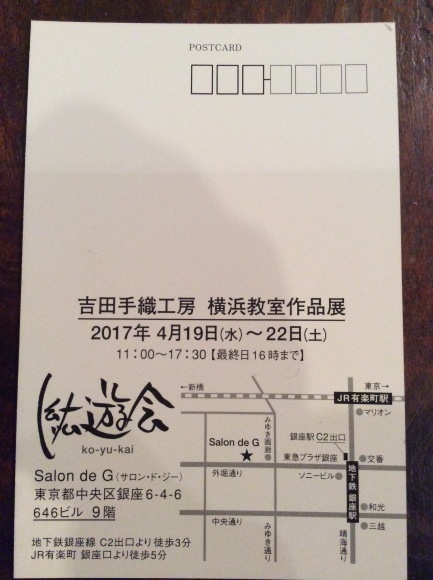 POSTCARD
吉田手織工房 横浜教室作品展
2017年 4月19日(水)～22日(土)
11:00～17:30【最終日16時まで】
紘遊会
ko-yu-kai
Salon de G(サロン・ド・ジー)
東京都中央区銀座6-4-6
646ビル 9階
地下鉄銀座線 C2出口より徒歩3分
JR有楽町 銀座口より徒歩5分
←新橋
東京→
JR有楽町駅
マリオン
みゆき画廊
Salon de G
★
銀座駅 C2出口
東急プラザ銀座
交番
外堀通り
ソニービル
地下鉄 銀座駅
和光
中央通り
三越
みゆき通り
晴海通り